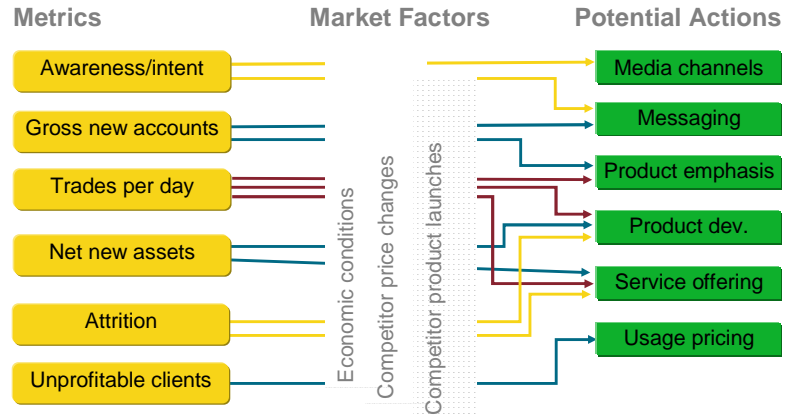 Metrics
Market Factors
Potential Actions
Awareness/intent
Gross new accounts
Trades per day
Net new assets
Attrition
Unprofitable clients
Economic conditions
Competitor price changes
Competitor product launches
Media channels
Messaging
Product emphasis
Product dev.
Service offering
Usage pricing